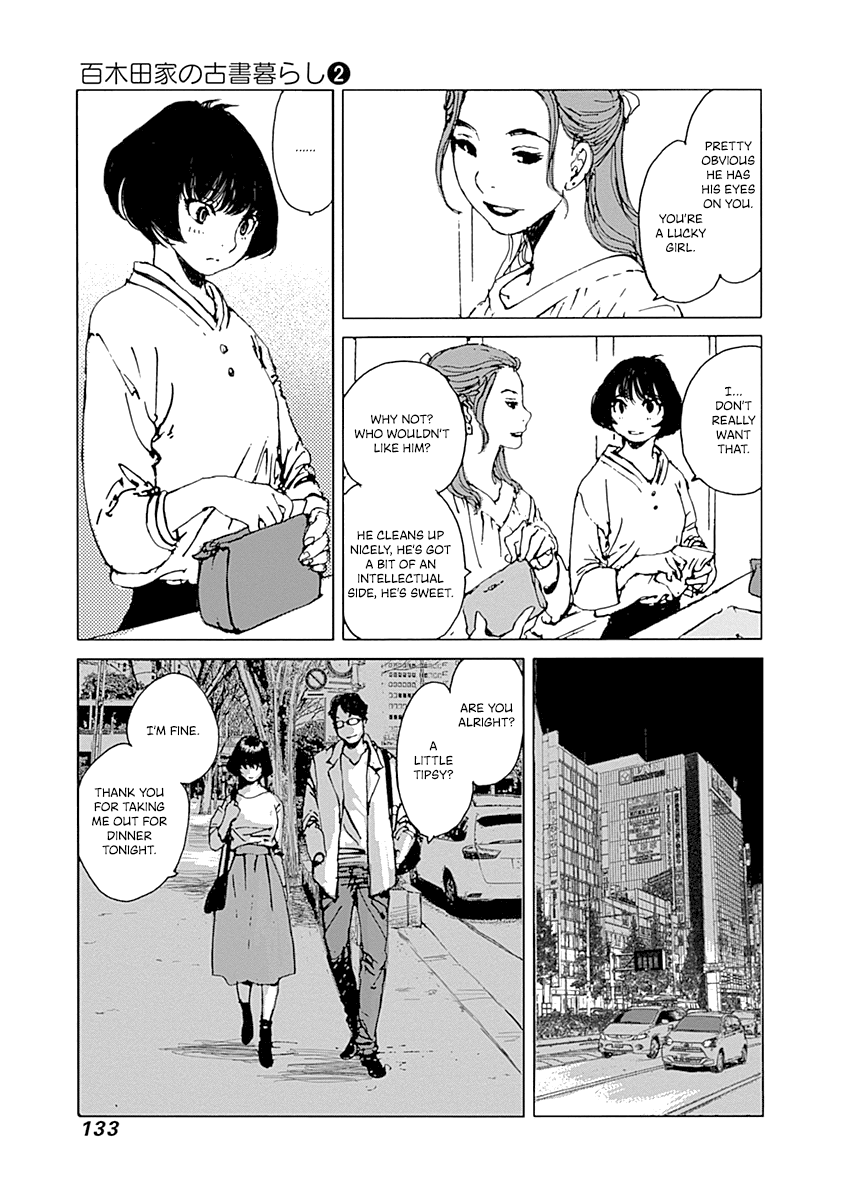 百木田家の古書暮らし❷
PRETTY
OBVIOUS
HE HAS
HIS EYES
ON YOU.
YOU'RE
A LUCKY
GIRL.
......
I...
DON'T
REALLY
WANT
THAT.
WHY NOT?
WHO WOULDN'T
LIKE HIM?
HE CLEANS UP
NICELY, HE'S GOT
A BIT OF AN
INTELLECTUAL
SIDE, HE'S SWEET.
ARE YOU
ALRIGHT?
A
LITTLE
TIPSY?
I'M FINE.
THANK YOU
FOR TAKING
ME OUT FOR
DINNER
TONIGHT.
133